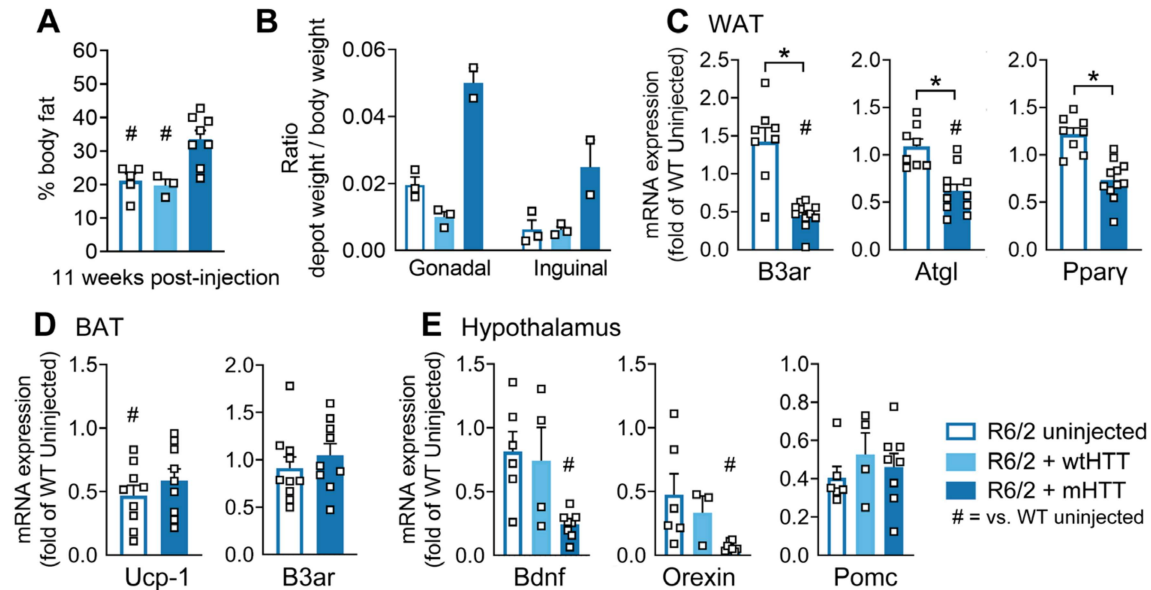 A
% body fat
60
50
40
30
20
10
0
# #
11 weeks post-injection
B
Ratio
depot weight / body weight
0.06
0.04
0.02
0.00
Gonadal Inguinal
C WAT
mRNA expression
(fold of WT Uninjected)
2.5
2.0
1.5
1.0
0.5
0.0
*
#
B3ar
2.0
1.5
1.0
0.5
0.0
*
#
Atgl
2.0
1.5
1.0
0.5
0.0
*
Pparγ
D BAT
mRNA expression
(fold of WT Uninjected)
1.5
1.0
0.5
0.0
#
Ucp-1
2.0
1.5
1.0
0.5
0.0
B3ar
E Hypothalamus
mRNA expression
(fold of WT Uninjected)
1.5
1.0
0.5
0.0
#
Bdnf
1.5
1.0
0.5
0.0
#
Orexin
1.0
0.8
0.6
0.4
0.2
0.0
Pomc
R6/2 uninjected
R6/2 + wtHTT
R6/2 + mHTT
# = vs. WT uninjected